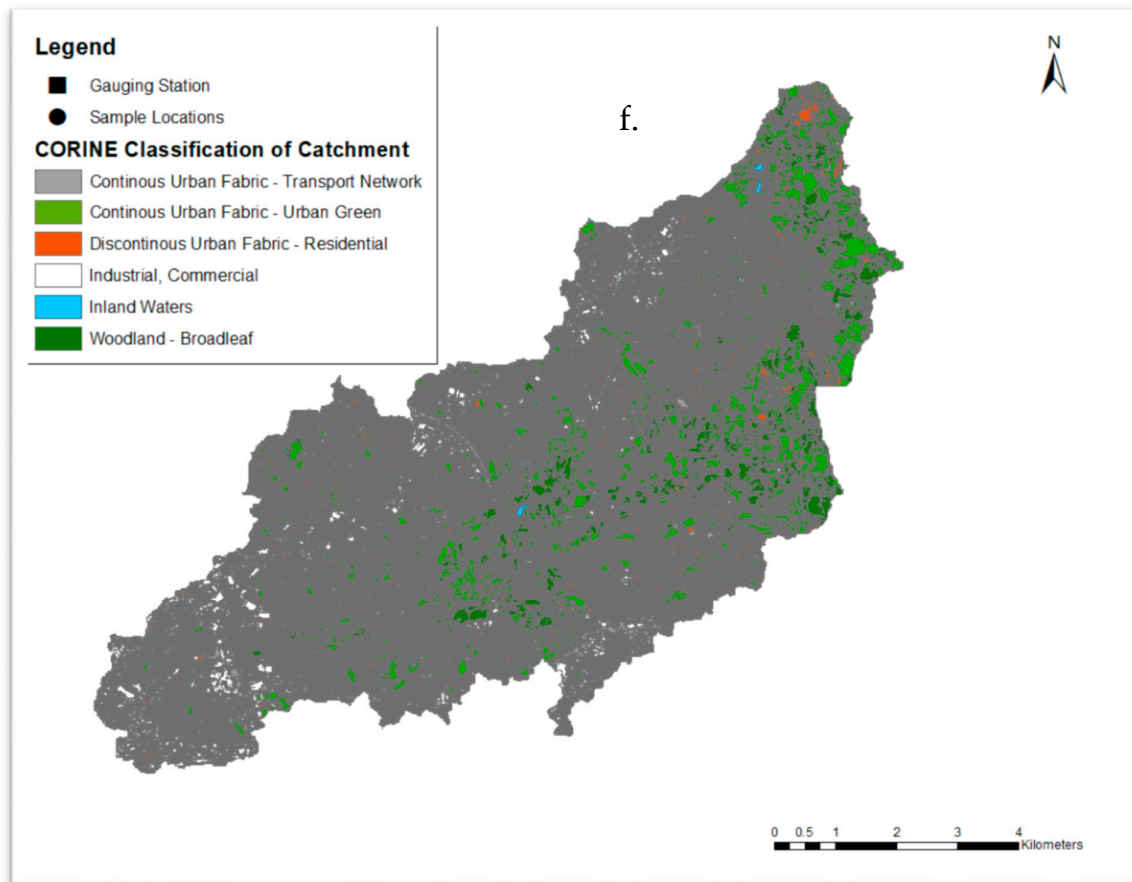 Legend
Gauging Station
Sample Locations
CORINE Classification of Catchment
Continous Urban Fabric - Transport Network
Continous Urban Fabric - Urban Green
Discontinous Urban Fabric - Residential
Industrial, Commercial
Inland Waters
Woodland - Broadleaf
f.
N
0 0.5 1 2 3 4
Kilometers